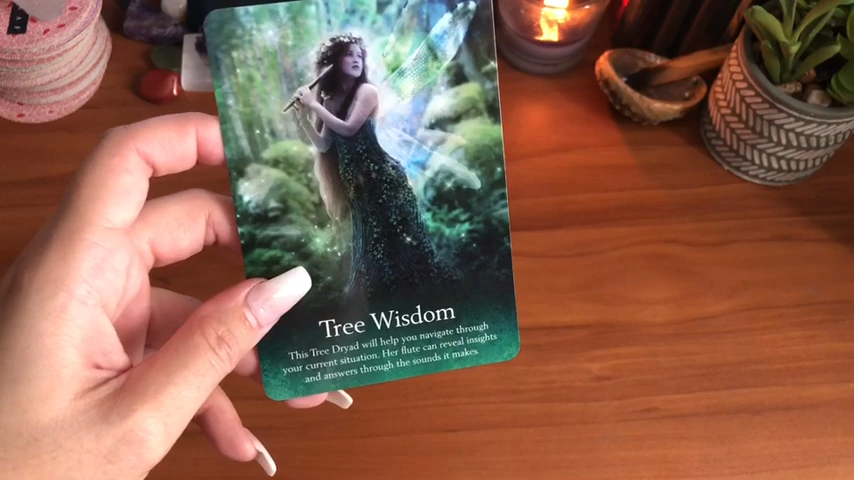 Tree Wisdom
This Tree Dryad will help you navigate through
your current situation. Her flute can reveal insights
and answers through the sounds it makes.